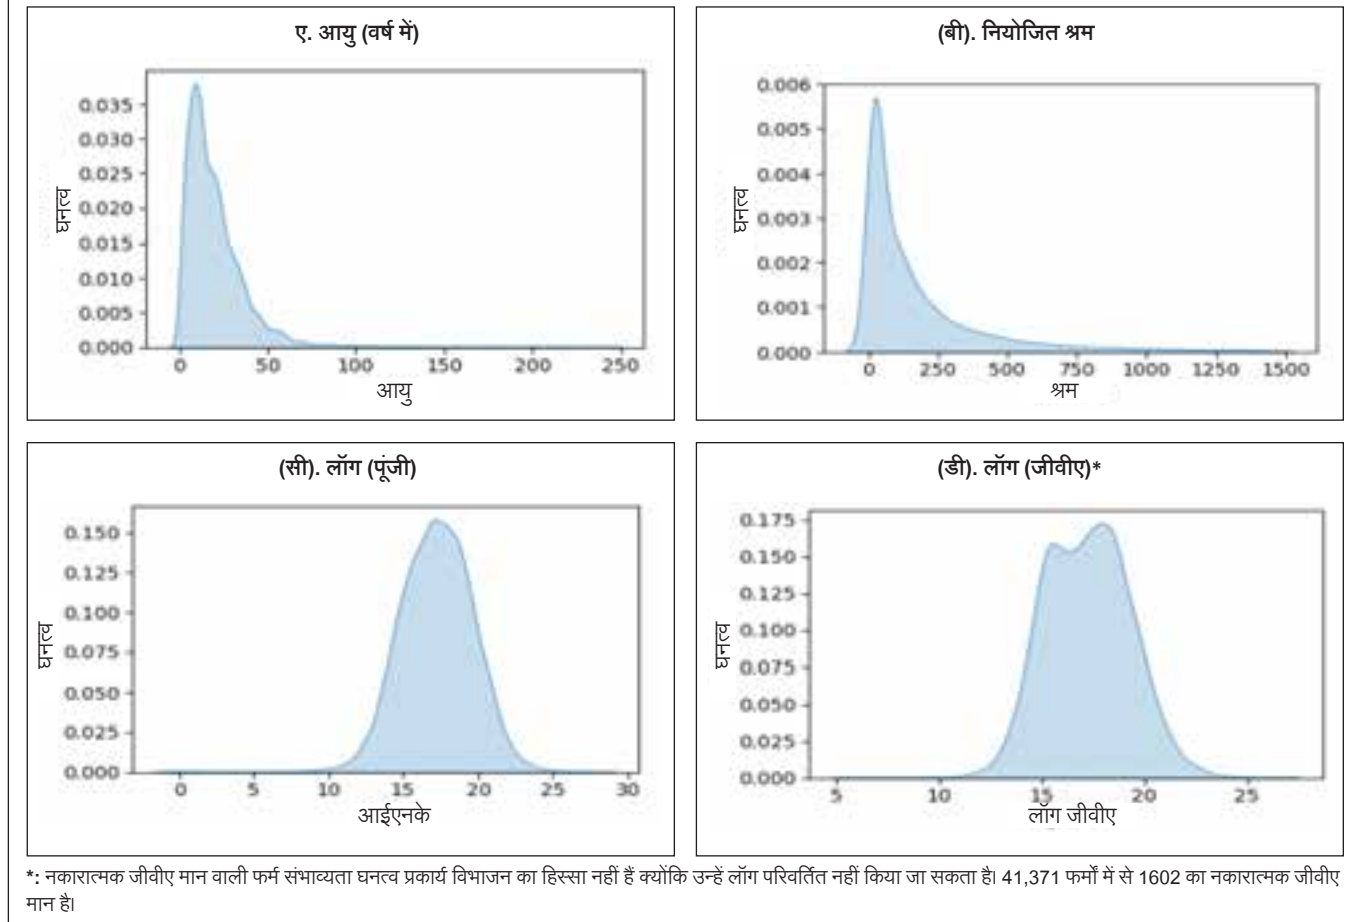 ए. आयु (वर्ष में)
0.035
0.030
0.025
0.020
0.015
0.010
0.005
0.000
घनत्व
0 50 100 150 200 250
आयु
(बी). नियोजित श्रम
0.006
0.005
0.004
0.003
0.002
0.001
0.000
घनत्व
0 250 500 750 1000 1250 1500
श्रम
(सी). लॉग (पूंजी)
0.150
0.125
0.100
0.075
0.050
0.025
0.000
घनत्व
0 5 10 15 20 25 30
आईएनके
(डी). लॉग (जीवीए)*
0.175
0.150
0.125
0.100
0.075
0.050
0.025
0.000
घनत्व
5 10 15 20 25
लॉग जीवीए
*: नकारात्मक जीवीए मान वाली फर्म संभाव्यता घनत्व प्रकार्य विभाजन का हिस्सा नहीं हैं क्योंकि उन्हें लॉग परिवर्तित नहीं किया जा सकता है। 41,371 फर्मों में से 1602 का नकारात्मक जीवीए
मान है।